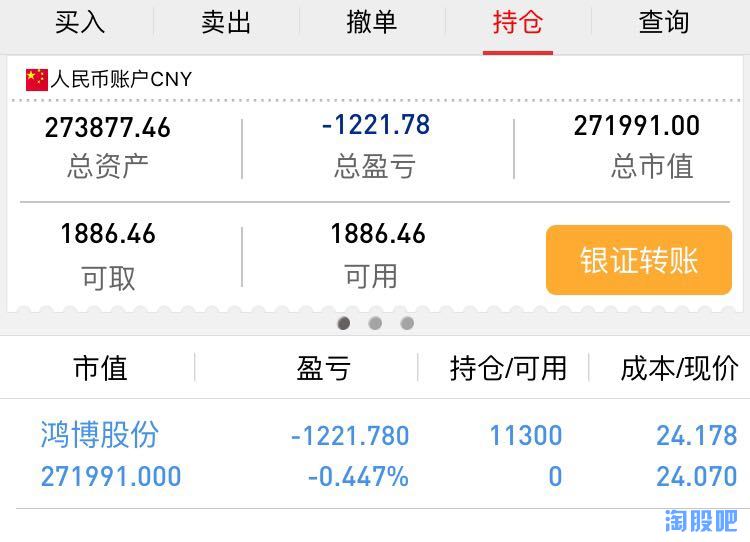 买入 卖出 撤单 持仓 查询
人民币账户CNY
273877.46 -1221.78 271991.00
总资产 总盈亏 总市值
1886.46 1886.46
可取 可用 银证转账
市值 盈亏 持仓/可用 成本/现价
鸿博股份 -1221.780 11300 24.178
271991.000 -0.447% 0 24.070
淘股吧